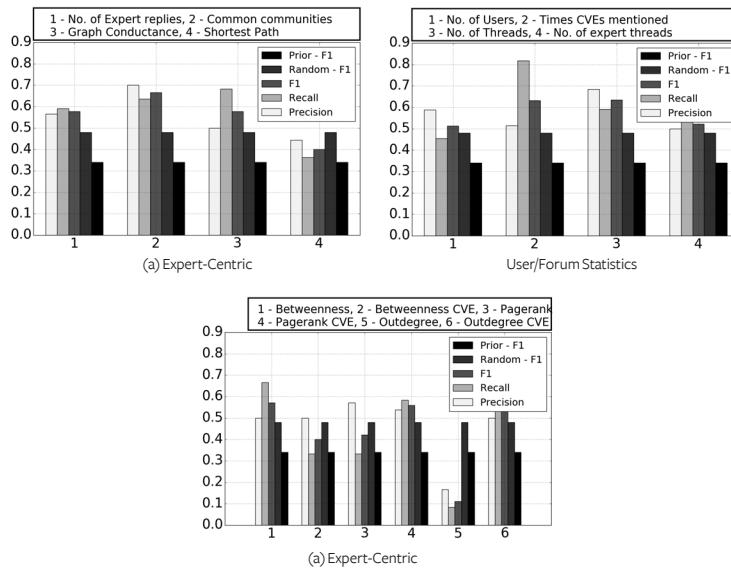 1 - No. of Expert replies, 2 - Common communities
3 - Graph Conductance, 4 - Shortest Path
0.9
0.8
0.7
0.6
0.5
0.4
0.3
0.2
0.1
0.0
Prior - F1
Random - F1
F1
Recall
Precision
1 2 3 4
(a) Expert-Centric
1 - No. of Users, 2 - Times CVEs mentioned
3 - No. of Threads, 4 - No. of expert threads
0.9
0.8
0.7
0.6
0.5
0.4
0.3
0.2
0.1
0.0
Prior - F1
Random - F1
F1
Recall
Precision
1 2 3 4
User/Forum Statistics
1 - Betweenness, 2 - Betweenness CVE, 3 - Pagerank
4 - Pagerank CVE, 5 - Outdegree, 6 - Outdegree CVE
0.9
0.8
0.7
0.6
0.5
0.4
0.3
0.2
0.1
0.0
Prior - F1
Random - F1
F1
Recall
Precision
1 2 3 4 5 6
(a) Expert-Centric